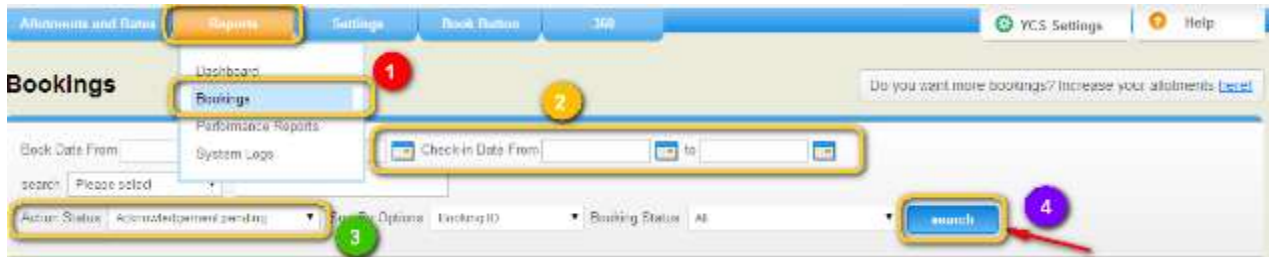 Allotments and Rates Reports Settings Book Button 360 YCS Settings Help
Dashboard
1
Bookings
Bookings
2
Do you want more bookings? Increase your allotments here!
Performance Reports
Book Date From
System Logs
Check-in Date From to
search Please select
Action Status Acknowledgement pending Sort By Options Booking ID Booking Status All search 4
3